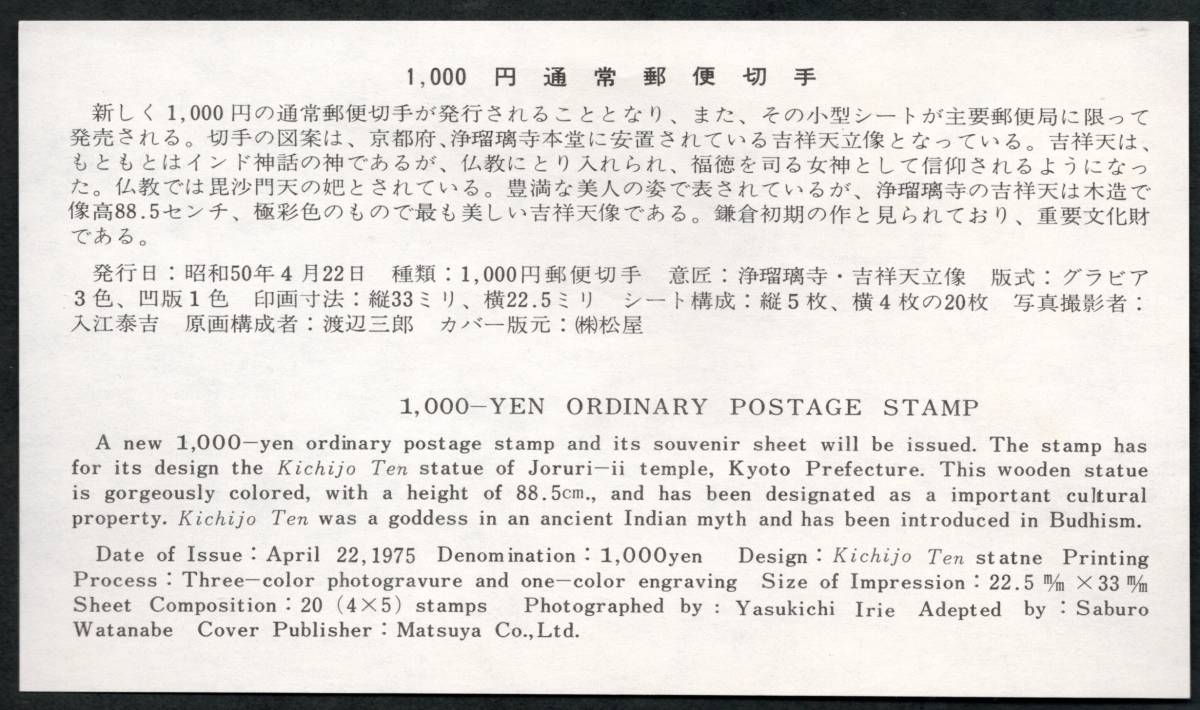 1,000 円通常郵便切手
新しく1,000円の通常郵便切手が発行されることとなり、また、その小型シートが主要郵便局に限って
発売される。切手の図案は、京都府、浄瑠璃寺本堂に安置されている吉祥天立像となっている。吉祥天は、
もともとはインド神話の神であるが、仏教にとり入れられ、福徳を司る女神として信仰されるようになっ
た。仏教では毘沙門天の妃とされている。豊満な美人の姿で表されているが、浄瑠璃寺の吉祥天は木造で
像高88.5センチ、極彩色のもので最も美しい吉祥天像である。鎌倉初期の作と見られており、重要文化財
である。
発行日：昭和50年4月22日 種類：1,000円郵便切手 意匠：浄瑠璃寺・吉祥天立像 版式：グラビア
3色、凹版1色 印画寸法：縦33ミリ、横22.5ミリ シート構成：縦5枚、横4枚の20枚 写真撮影者：
入江泰吉 原画構成者：渡辺三郎 カバー版元：㈱松屋
1,000-YEN ORDINARY POSTAGE STAMP
A new 1,000-yen ordinary postage stamp and its souvenir sheet will be issued. The stamp has
for its design the Kichijo Ten statue of Joruri-ii temple, Kyoto Prefecture. This wooden statue
is gorgeously colored, with a height of 88.5cm., and has been designated as a important cultural
property. Kichijo Ten was a goddess in an ancient Indian myth and has been introduced in Budhism.
Date of Issue：April 22,1975 Denomination：1,000yen Design：Kichijo Ten statne Printing
Process：Three-color photogravure and one-color engraving Size of Impression：22.5 m/m ×33 m/m
Sheet Composition：20 (4×5) stamps Photographed by：Yasukichi Irie Adepted by：Saburo
Watanabe Cover Publisher：Matsuya Co.,Ltd.